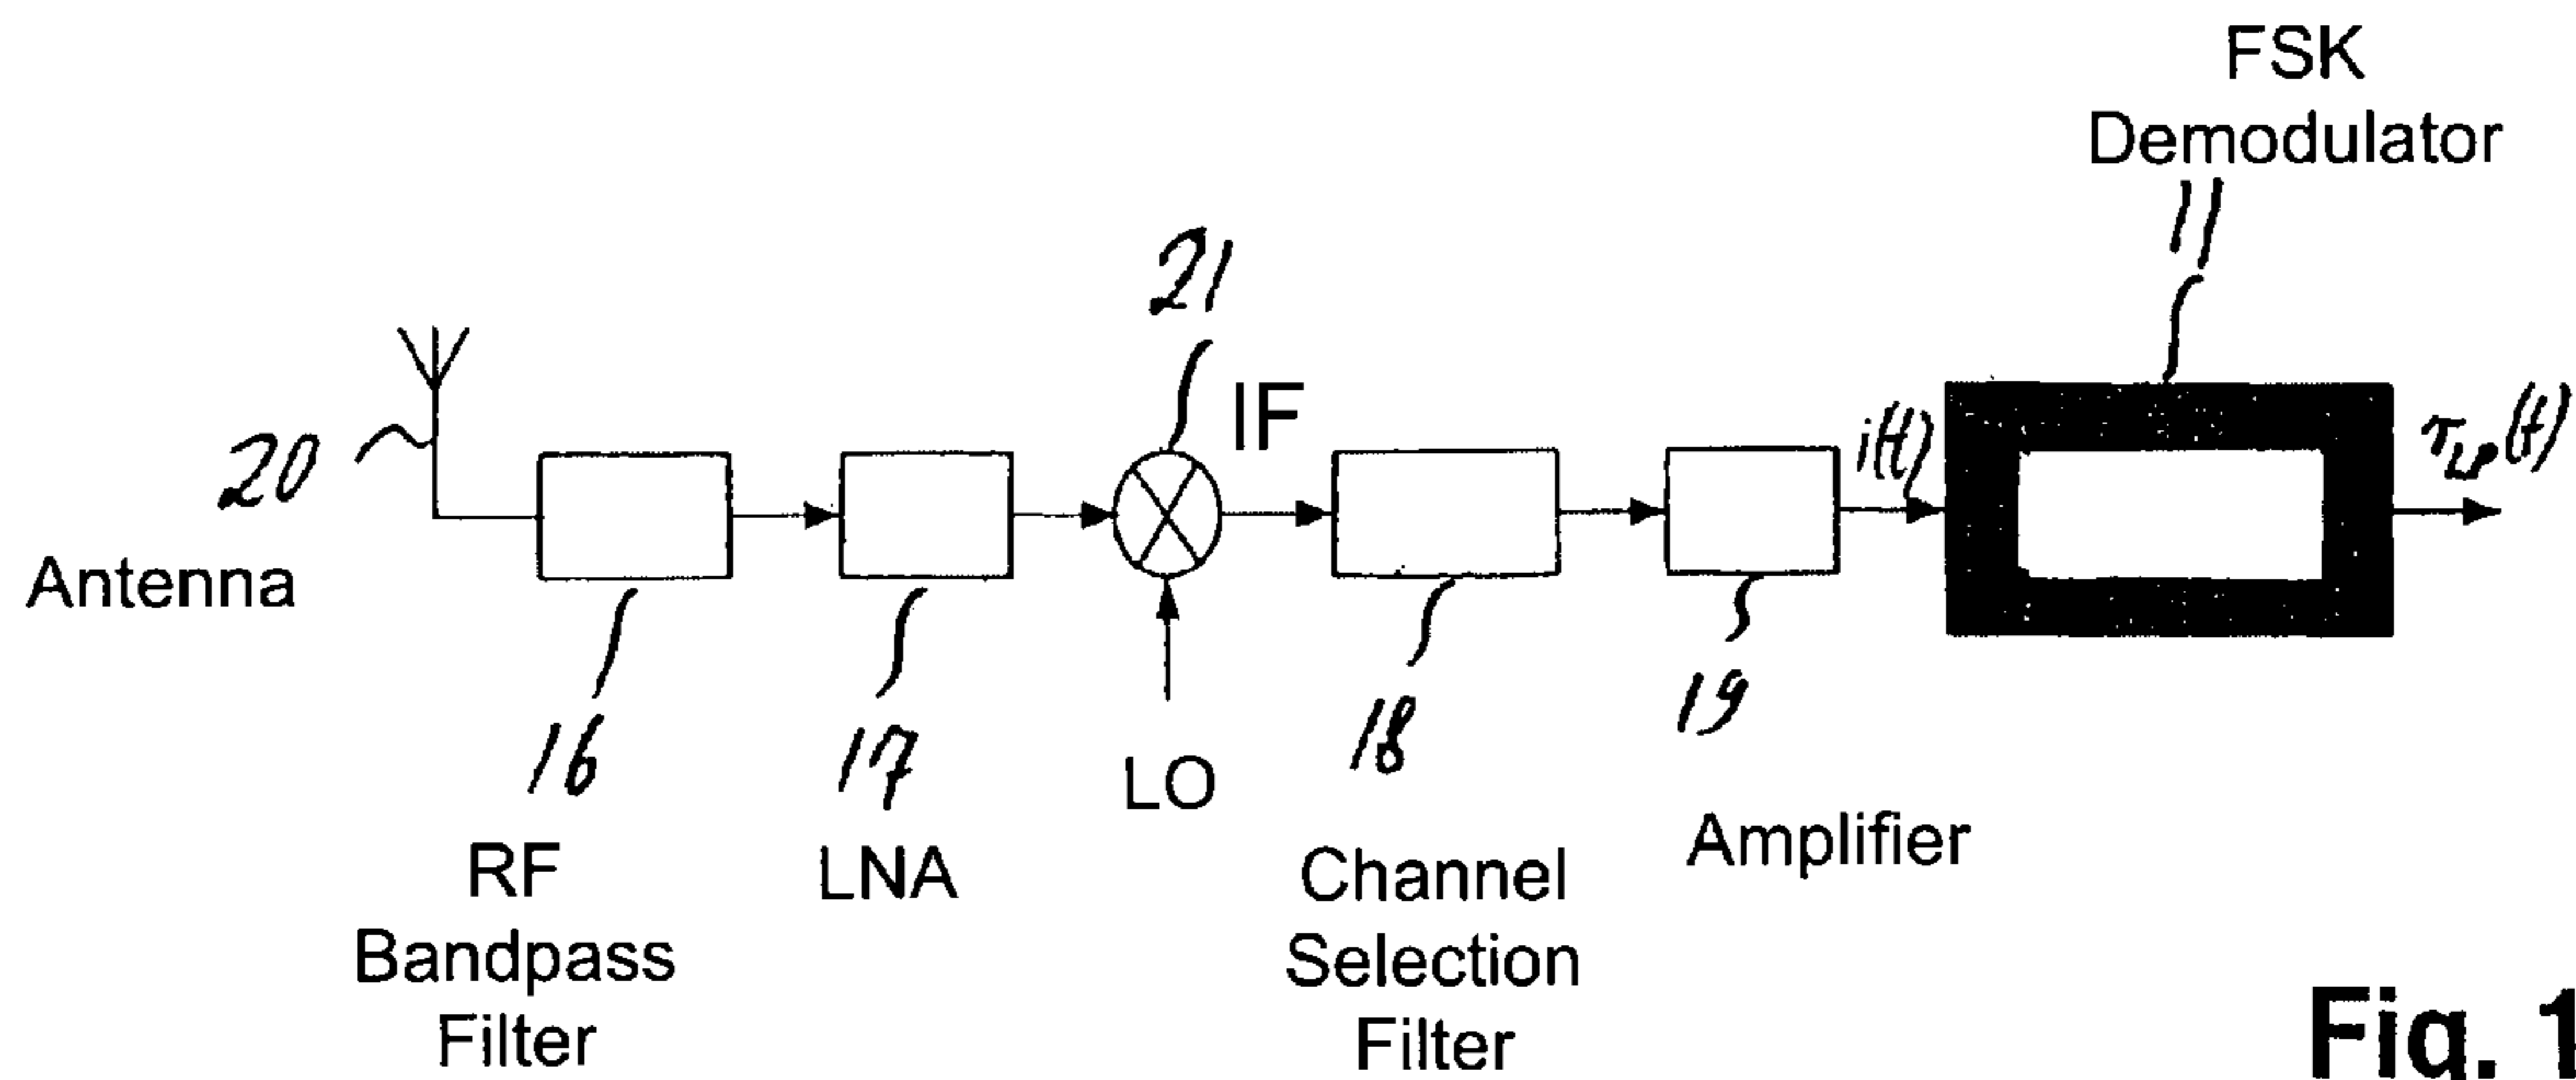 FSK
Demodulator
11
21
IF
20
i(t)
Antenna
16
17
LO
18
19
RF
Bandpass
Filter
LNA
Channel
Selection
Filter
Amplifier
Fig. 1